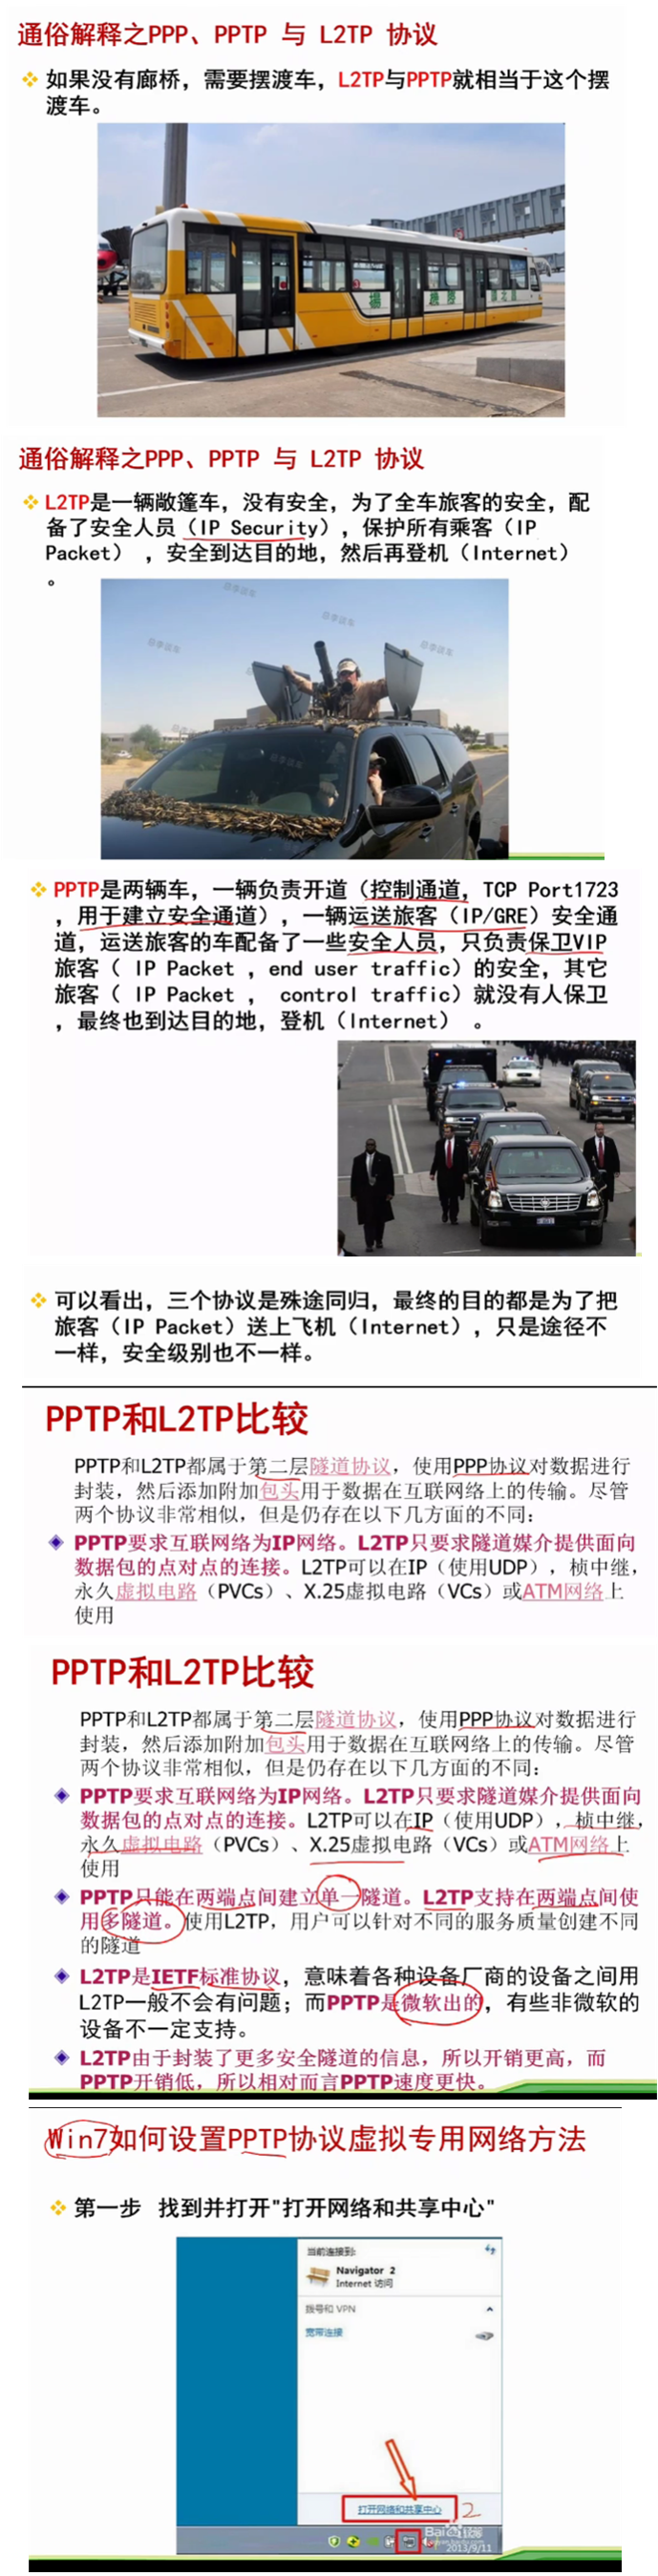 通俗解释之PPP、PPTP 与 L2TP 协议
如果没有廊桥，需要摆渡车，L2TP与PPTP就相当于这个摆
渡车。
通俗解释之PPP、PPTP 与 L2TP 协议
L2TP是一辆敞篷车，没有安全，为了全车旅客的安全，配
备了安全人员（IP Security），保护所有乘客（IP
Packet），安全到达目的地，然后再登机（Internet）
。
PPTP是两辆车，一辆负责开道（控制通道，TCP Port1723
，用于建立安全通道），一辆运送旅客（IP/GRE）安全通
道，运送旅客的车配备了一些安全人员，只负责保卫VIP
旅客（ IP Packet ，end user traffic）的安全，其它
旅客（ IP Packet ， control traffic）就没有人保卫
，最终也到达目的地，登机（Internet） 。
可以看出，三个协议是殊途同归，最终的目的都是为了把
旅客（IP Packet）送上飞机（Internet），只是途径不
一样，安全级别也不一样。
PPTP和L2TP比较
PPTP和L2TP都属于第二层隧道协议，使用PPP协议对数据进行
封装，然后添加附加包头用于数据在互联网络上的传输。尽管
两个协议非常相似，但是仍存在以下几方面的不同：
PPTP要求互联网络为IP网络。L2TP只要求隧道媒介提供面向
数据包的点对点的连接。L2TP可以在IP（使用UDP），桢中继，
永久虚拟电路（PVCs）、X.25虚拟电路（VCs）或ATM网络上
使用
PPTP和L2TP比较
PPTP和L2TP都属于第二层隧道协议，使用PPP协议对数据进行
封装，然后添加附加包头用于数据在互联网络上的传输。尽管
两个协议非常相似，但是仍存在以下几方面的不同：
PPTP要求互联网络为IP网络。L2TP只要求隧道媒介提供面向
数据包的点对点的连接。L2TP可以在IP（使用UDP），桢中继，
永久虚拟电路（PVCs）、X.25虚拟电路（VCs）或ATM网络上
使用
PPTP只能在两端点间建立单一隧道。L2TP支持在两端点间使
用多隧道。使用L2TP，用户可以针对不同的服务质量创建不同
的隧道
L2TP是IETF标准协议，意味着各种设备厂商的设备之间用
L2TP一般不会有问题；而PPTP是微软出的，有些非微软的
设备不一定支持。
L2TP由于封装了更多安全隧道的信息，所以开销更高，而
PPTP开销低，所以相对而言PPTP速度更快。
Win7如何设置PPTP协议虚拟专用网络方法
第一步 找到并打开"打开网络和共享中心"
当前连接到:
Navigator 2
Internet 访问
拨号和 VPN
宽带连接
打开网络和共享中心 2
2013/9/11